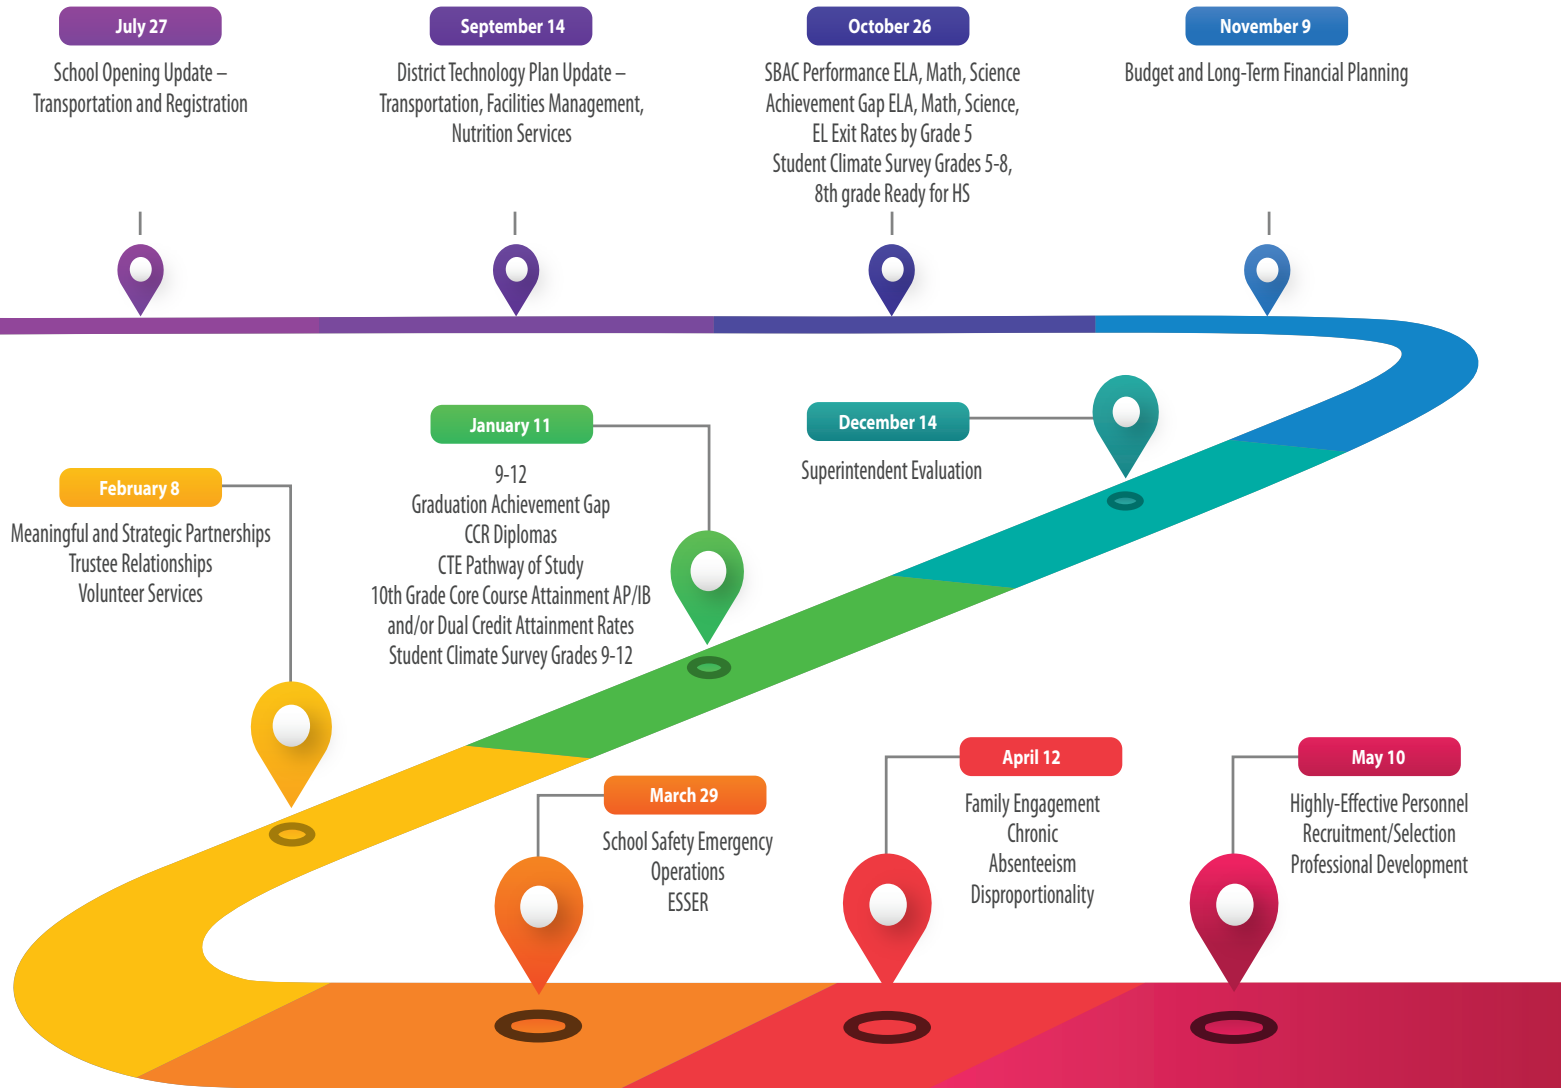 July 27
School Opening Update –
Transportation and Registration
September 14
District Technology Plan Update –
Transportation, Facilities Management,
Nutrition Services
October 26
SBAC Performance ELA, Math, Science
Achievement Gap ELA, Math, Science,
EL Exit Rates by Grade 5
Student Climate Survey Grades 5-8,
8th grade Ready for HS
November 9
Budget and Long-Term Financial Planning
December 14
Superintendent Evaluation
January 11
9-12
Graduation Achievement Gap
CCR Diplomas
CTE Pathway of Study
10th Grade Core Course Attainment AP/IB
and/or Dual Credit Attainment Rates
Student Climate Survey Grades 9-12
February 8
Meaningful and Strategic Partnerships
Trustee Relationships
Volunteer Services
March 29
School Safety Emergency
Operations
ESSER
April 12
Family Engagement
Chronic
Absenteeism
Disproportionality
May 10
Highly-Effective Personnel
Recruitment/Selection
Professional Development